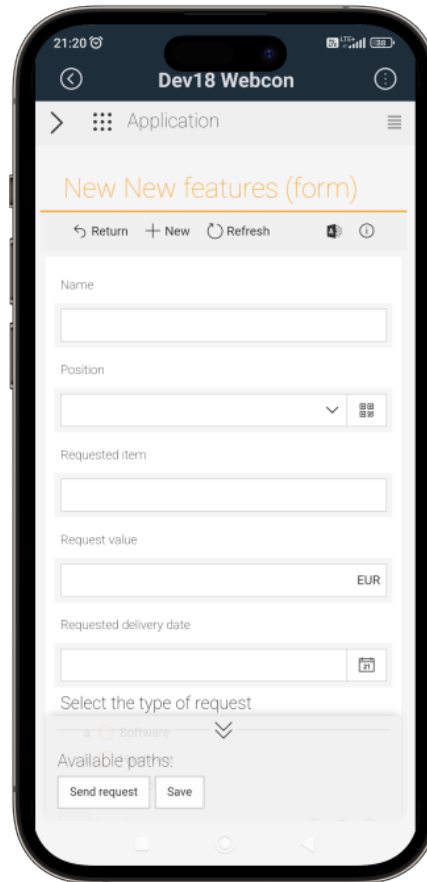 21:20
38
Dev18 Webcon
Application
New New features (form)
Return New Refresh
Name
Position
Requested item
Request value
EUR
Requested delivery date
21
Select the type of request
a. Software
Available paths:
Send request Save